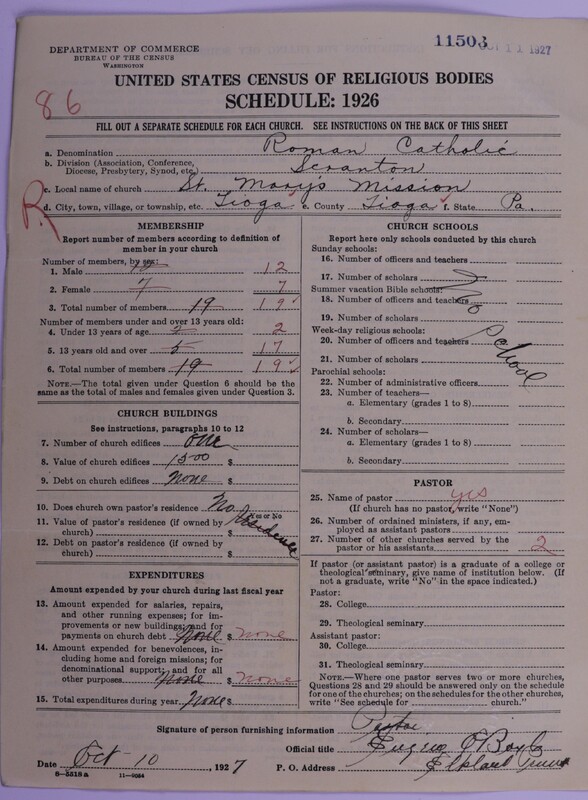 11503 OCT 11 1927
DEPARTMENT OF COMMERCE
BUREAU OF THE CENSUS
WASHINGTON
UNITED STATES CENSUS OF RELIGIOUS BODIES
86
SCHEDULE: 1926
FILL OUT A SEPARATE SCHEDULE FOR EACH CHURCH. SEE INSTRUCTIONS ON THE BACK OF THIS SHEET
a. Denomination Roman Catholic
b. Division (Association, Conference, Diocese, Presbytery, Synod, etc.) Scranton
c. Local name of church St. Mary's Mission
R
d. City, town, village, or township, etc. Tioga e. County Tioga f. State Pa.
MEMBERSHIP
Report number of members according to definition of
member in your church
Number of members, by sex:
1. Male 12 12
2. Female 7 7
3. Total number of members 19 19
Number of members under and over 13 years old:
4. Under 13 years of age 2 2
5. 13 years old and over 5 17
6. Total number of members 19 19
NOTE.—The total given under Question 6 should be the
same as the total of males and females given under Question 3.
CHURCH BUILDINGS
See instructions, paragraphs 10 to 12
7. Number of church edifices one
8. Value of church edifices 1500 $
9. Debt on church edifices None $
10. Does church own pastor's residence No
Yes or No
11. Value of pastor's residence (if owned by
church) $ Residence
12. Debt on pastor's residence (if owned by
church) $
EXPENDITURES
Amount expended by your church during last fiscal year
13. Amount expended for salaries, repairs,
and other running expenses; for im-
provements or new buildings; and for
payments on church debt None $ none
14. Amount expended for benevolences, in-
cluding home and foreign missions; for
denominational support; and for all
other purposes None $ none
15. Total expenditures during year None $
CHURCH SCHOOLS
Report here only schools conducted by this church
Sunday schools:
16. Number of officers and teachers
17. Number of scholars
Summer vacation Bible schools:
18. Number of officers and teachers
19. Number of scholars
Week-day religious schools:
20. Number of officers and teachers
21. Number of scholars
No School
Parochial schools:
22. Number of administrative officers
23. Number of teachers—
a. Elementary (grades 1 to 8)
b. Secondary
24. Number of scholars—
a. Elementary (grades 1 to 8)
b. Secondary
PASTOR
25. Name of pastor yes
(If church has no pastor, write "None")
26. Number of ordained ministers, if any, em-
ployed as assistant pastors
27. Number of other churches served by the
pastor or his assistants 2
If pastor (or assistant pastor) is a graduate of a college or
theological seminary, give name of institution below. (If
not a graduate, write "No" in the space indicated.)
Pastor:
28. College
29. Theological seminary
Assistant pastor:
30. College
31. Theological seminary
NOTE.—Where one pastor serves two or more churches,
Questions 28 and 29 should be answered only on the schedule
for one of the churches; on the schedules for the other churches,
write "See schedule for church."
Signature of person furnishing information Pastor
Official title Eugene O'Boyle
Date Oct-10, 1927 P. O. Address Elkland
8-5518a 11-9084